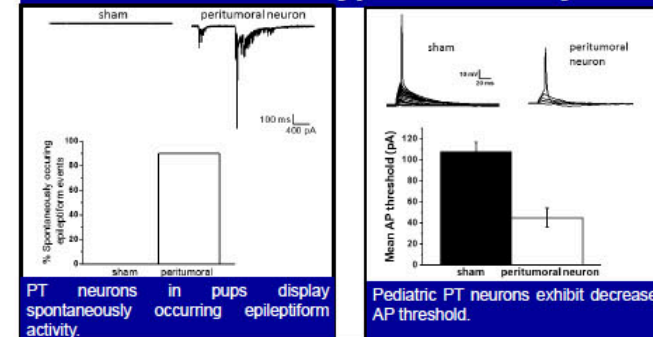 sham
peritumoral neuron
100 ms
400 pA
% Spontaneously occuring
epileptiform events
100
80
60
40
20
0
sham
peritumoral
PT neurons in pups display
spontaneously occurring epileptiform
activity.
sham
peritumoral
neuron
10 mV
20 ms
Mean AP threshold (pA)
120
100
80
60
40
20
0
sham
peritumoral neuron
Pediatric PT neurons exhibit decrease
AP threshold.